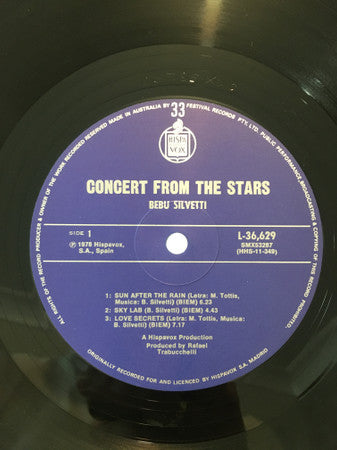 MADE IN AUSTRALIA BY 33 FESTIVAL RECORDS PTY. LTD. PUBLIC PERFORMANCE, BROADCASTING & COPYING OF THIS RECORD PROHIBITED.
ALL RIGHTS OF THE RECORD PRODUCER & OWNER OF THE WORK RECORDED RESERVED
HISPA
VOX
CONCERT FROM THE STARS
BEBU SILVETTI
SIDE 1
℗ 1978 Hispavox,
S.A., Spain
L-36,629
SMX53287
(HHS-11-349)
1: SUN AFTER THE RAIN (Letra: M. Tottis,
Musica: B. Silvetti) (BIEM) 6.23
2: SKY LAB (B. Silvetti) (BIEM) 4.43
3: LOVE SECRETS (Letra: M. Tottis, Musica:
B. Silvetti) (BIEM) 7.17
A Hispavox Production
Produced by Rafael
Trabucchelli
ORIGINALLY RECORDED FOR AND LICENCED BY HISPAVOX S.A. MADRID